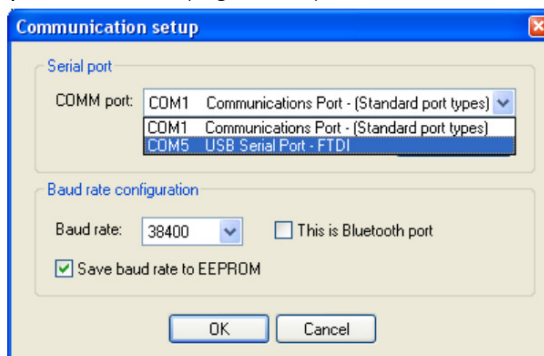 Communication setup
Serial port
COMM port: COM1 Communications Port - (Standard port types)
COM1 Communications Port - (Standard port types)
COM5 USB Serial Port - FTDI
Baud rate configuration
Baud rate: 38400 This is Bluetooth port
Save baud rate to EEPROM
OK Cancel